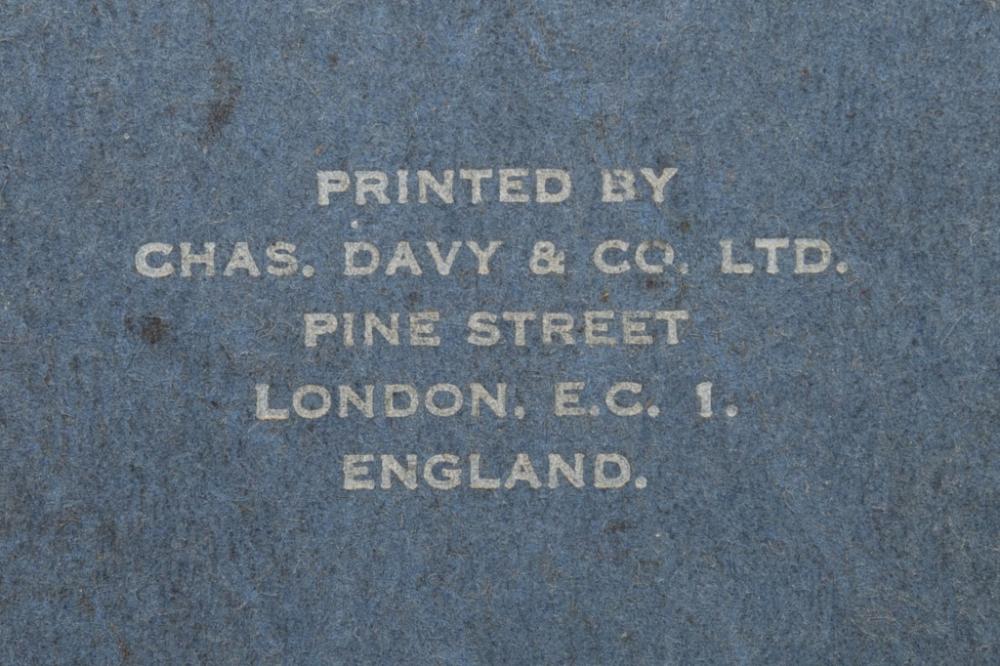 PRINTED BY
CHAS. DAVY & CO. LTD.
PINE STREET
LONDON. E.C. 1.
ENGLAND.